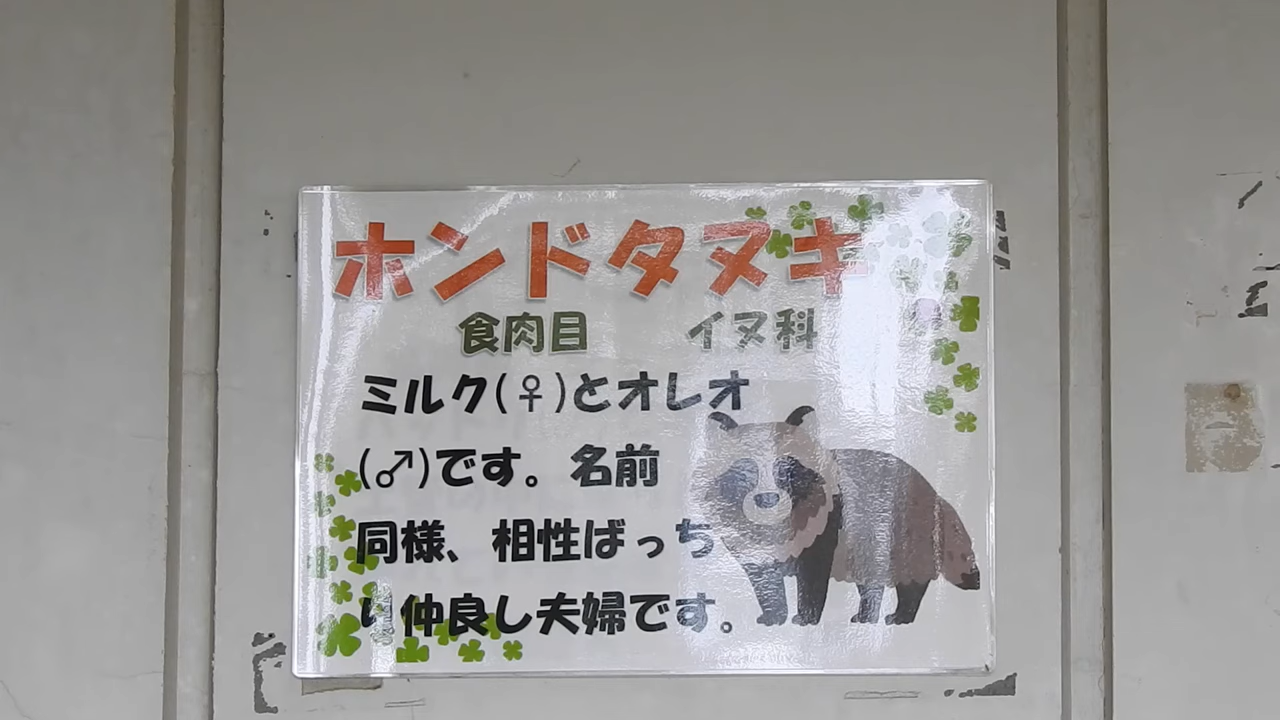 ホンドタヌキ
食肉目 イヌ科
ミルク(♀)とオレオ
(♂)です。名前
同様、相性ばっち
り仲良し夫婦です。